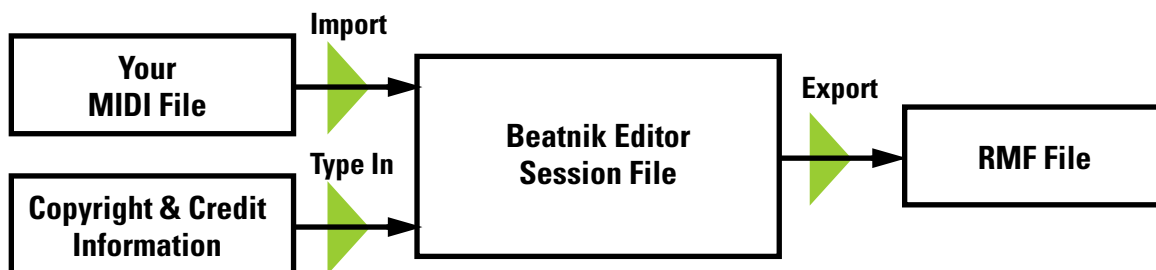 Import
Your
MIDI File
Type In
Copyright & Credit
Information
Beatnik Editor
Session File
Export
RMF File